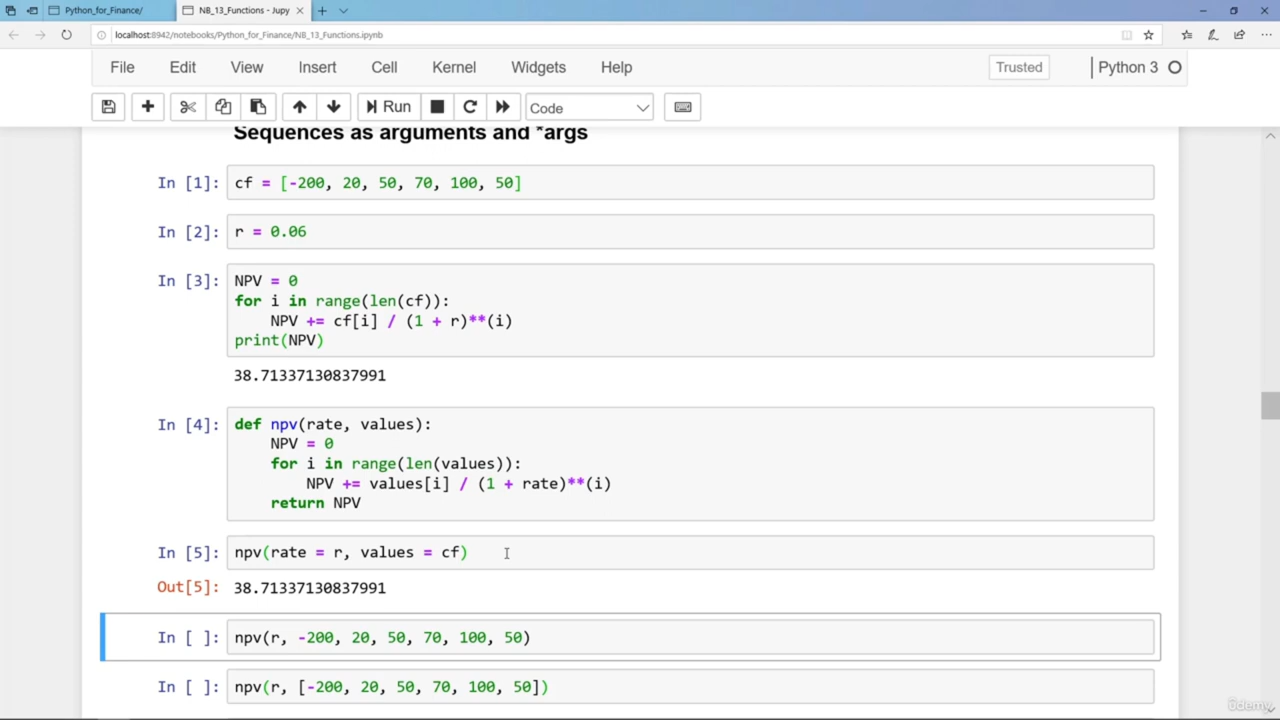 Python_for_Finance/
NB_13_Functions - Jupy
localhost:8942/notebooks/Python_for_Finance/NB_13_Functions.ipynb
File Edit View Insert Cell Kernel Widgets Help Trusted Python 3
Run Code
Sequences as arguments and *args
In [1]: cf = [-200, 20, 50, 70, 100, 50]
In [2]: r = 0.06
In [3]: NPV = 0
for i in range(len(cf)):
    NPV += cf[i] / (1 + r)**(i)
print(NPV)
38.71337130837991
In [4]: def npv(rate, values):
    NPV = 0
    for i in range(len(values)):
        NPV += values[i] / (1 + rate)**(i)
    return NPV
In [5]: npv(rate = r, values = cf)
Out[5]: 38.71337130837991
In [ ]: npv(r, -200, 20, 50, 70, 100, 50)
In [ ]: npv(r, [-200, 20, 50, 70, 100, 50])
Udemy